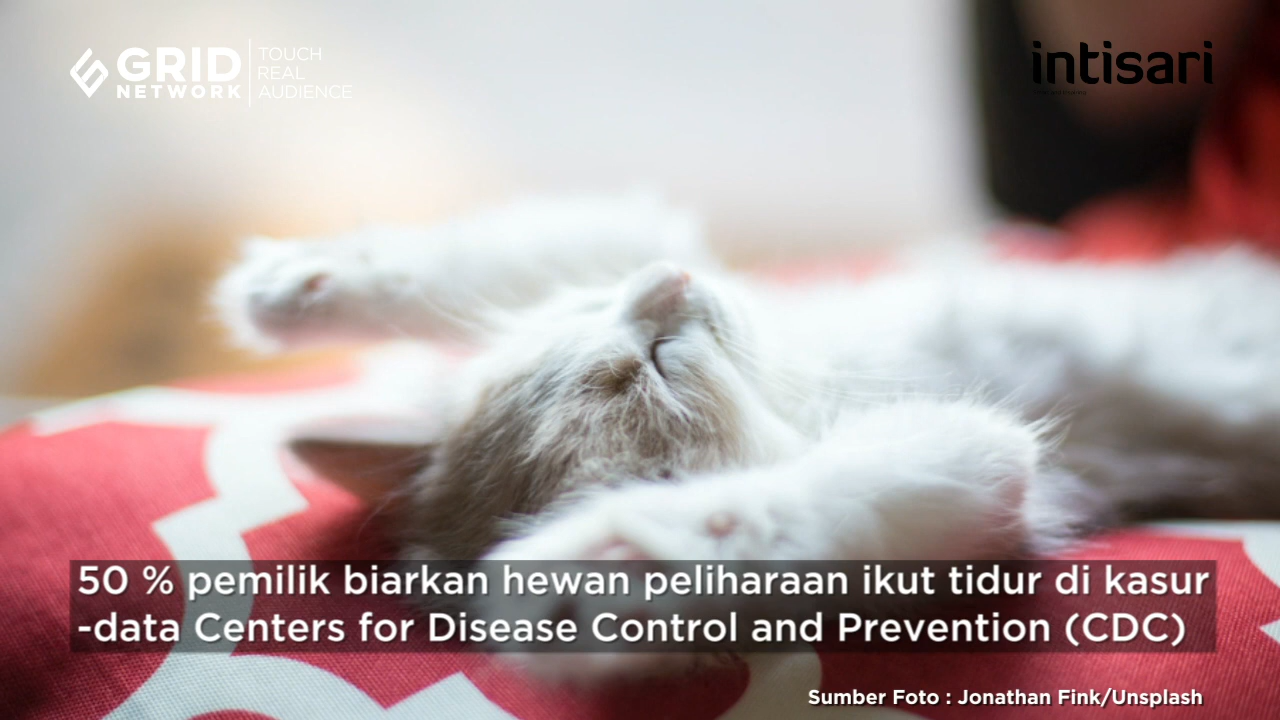 GRID
NETWORK
TOUCH
REAL
AUDIENCE
intisari
50 % pemilik biarkan hewan peliharaan ikut tidur di kasur
-data Centers for Disease Control and Prevention (CDC)
Sumber Foto : Jonathan Fink/Unsplash